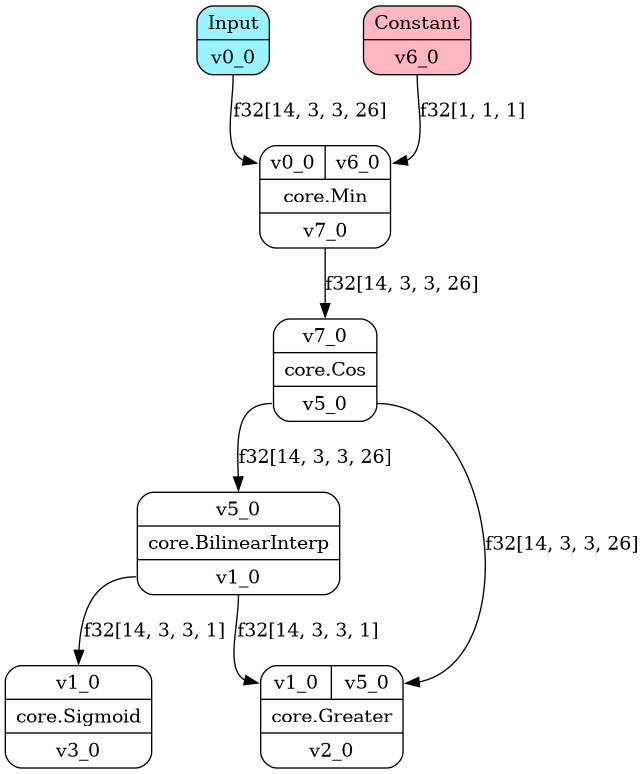 Input
v0_0
Constant
v6_0
f32[14, 3, 3, 26]
f32[1, 1, 1]
v0_0 v6_0
core.Min
v7_0
f32[14, 3, 3, 26]
v7_0
core.Cos
v5_0
f32[14, 3, 3, 26]
f32[14, 3, 3, 26]
v5_0
core.BilinearInterp
v1_0
f32[14, 3, 3, 1]
f32[14, 3, 3, 1]
v1_0
core.Sigmoid
v3_0
v1_0 v5_0
core.Greater
v2_0